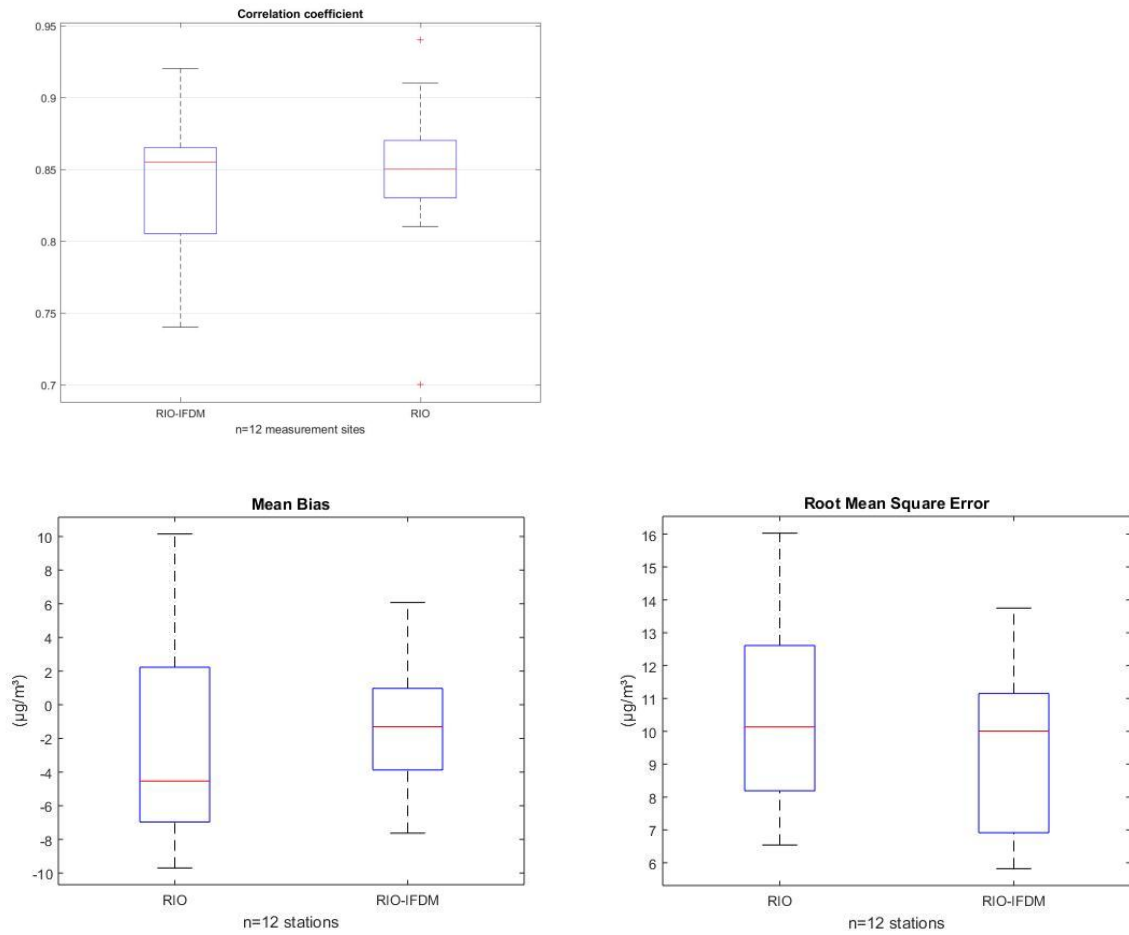 Correlation coefficient
0.95
0.9
0.85
0.8
0.75
0.7
RIO-IFDM RIO
n=12 measurement sites
Mean Bias
10
8
6
4
2
0
-2
-4
-6
-8
-10
(µg/m³)
RIO RIO-IFDM
n=12 stations
Root Mean Square Error
16
15
14
13
12
11
10
9
8
7
6
(µg/m³)
RIO RIO-IFDM
n=12 stations